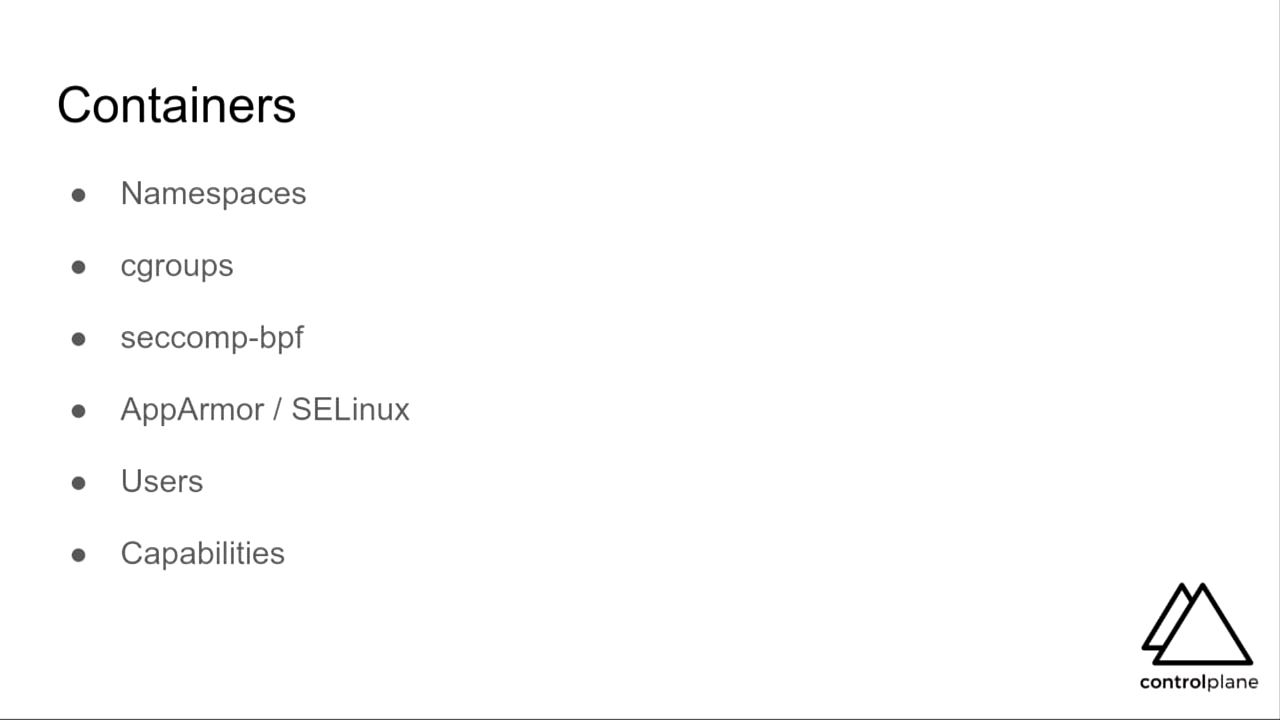 Containers
● Namespaces
● cgroups
● seccomp-bpf
● AppArmor / SELinux
● Users
● Capabilities
controlplane